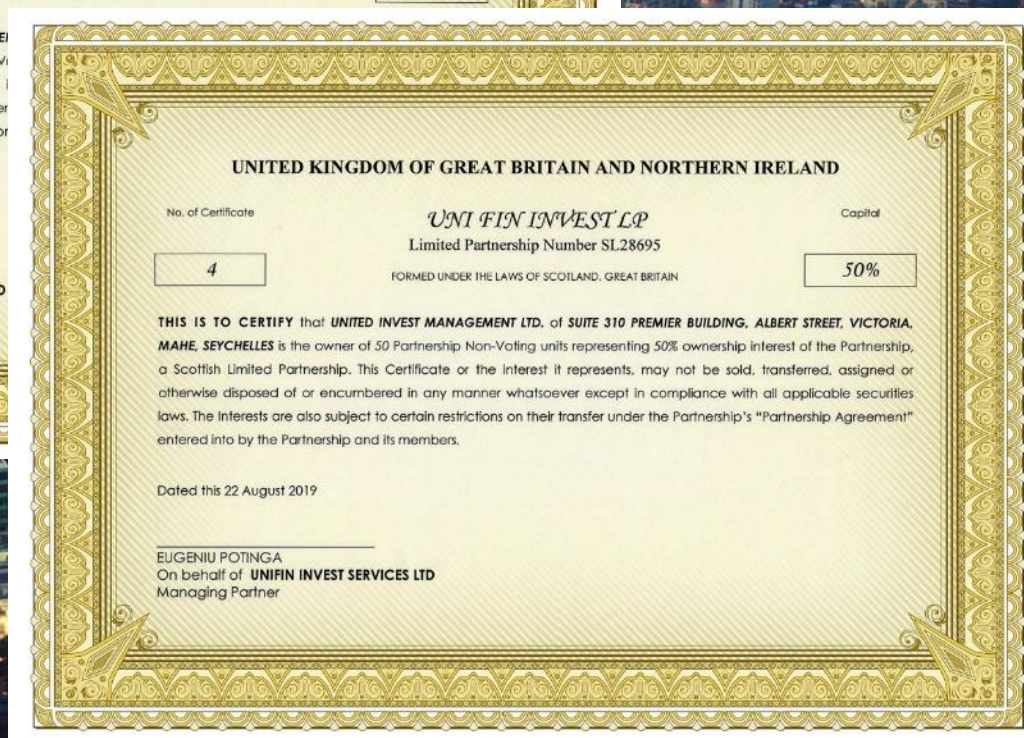 UNITED KINGDOM OF GREAT BRITAIN AND NORTHERN IRELAND
No. of Certificate
UNI FIN INVEST LP
Capital
Limited Partnership Number SL28695
4
FORMED UNDER THE LAWS OF SCOTLAND, GREAT BRITAIN
50%
THIS IS TO CERTIFY that UNITED INVEST MANAGEMENT LTD. of SUITE 310 PREMIER BUILDING, ALBERT STREET, VICTORIA,
MAHE, SEYCHELLES is the owner of 50 Partnership Non-Voting units representing 50% ownership interest of the Partnership,
a Scottish Limited Partnership. This Certificate or the interest it represents, may not be sold, transferred, assigned or
otherwise disposed of or encumbered in any manner whatsoever except in compliance with all applicable securities
laws. The Interests are also subject to certain restrictions on their transfer under the Partnership's "Partnership Agreement"
entered into by the Partnership and its members.
Dated this 22 August 2019
EUGENIU POTINGA
On behalf of UNIFIN INVEST SERVICES LTD
Managing Partner